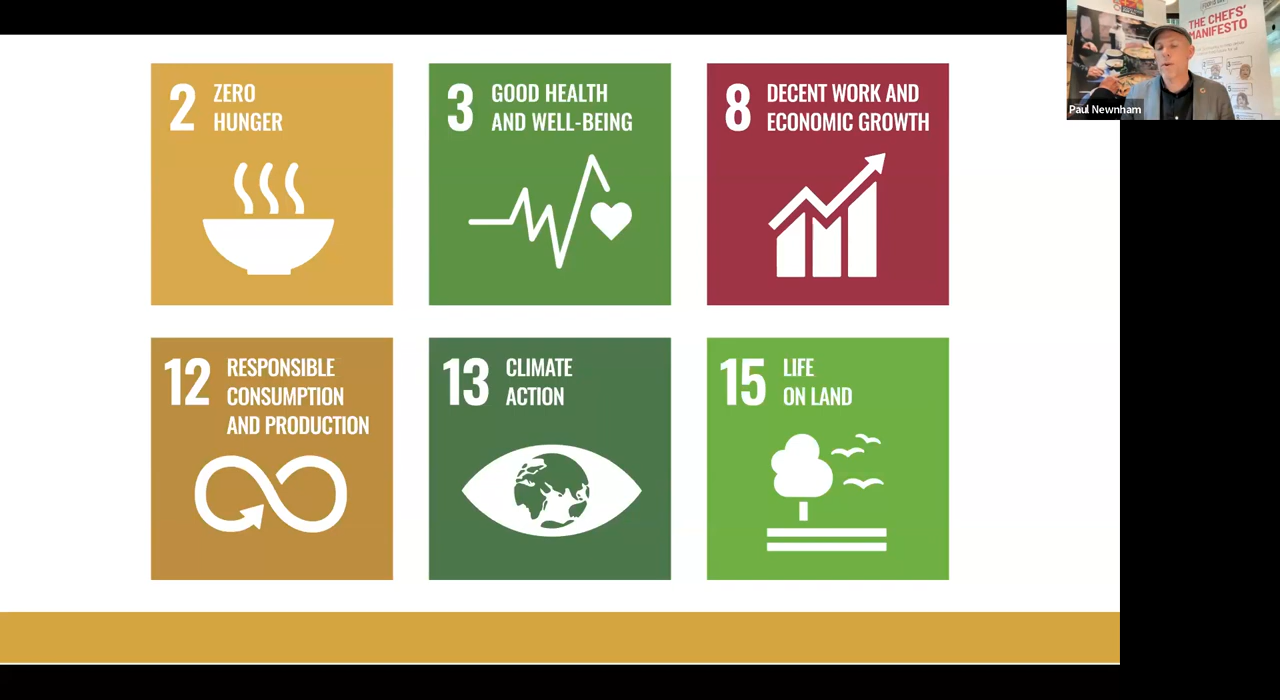 2 ZERO
HUNGER
3 GOOD HEALTH
AND WELL-BEING
8 DECENT WORK AND
ECONOMIC GROWTH
12 RESPONSIBLE
CONSUMPTION
AND PRODUCTION
13 CLIMATE
ACTION
15 LIFE
ON LAND
THE CHEFS'
MANIFESTO
Paul Newnham